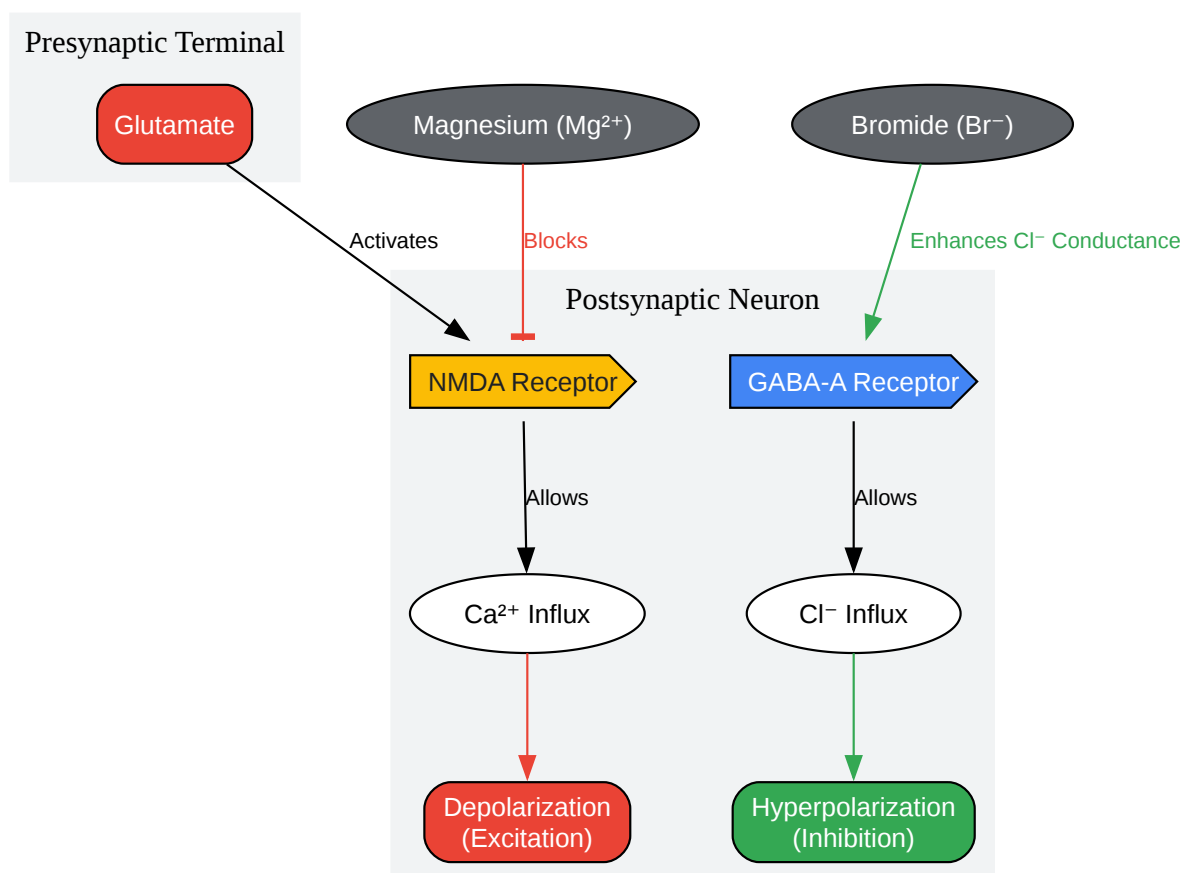 Presynaptic Terminal
Glutamate
Magnesium (Mg²⁺)
Bromide (Br⁻)
Activates
Blocks
Enhances Cl⁻ Conductance
Postsynaptic Neuron
NMDA Receptor
GABA-A Receptor
Allows
Allows
Ca²⁺ Influx
Cl⁻ Influx
Depolarization
(Excitation)
Hyperpolarization
(Inhibition)